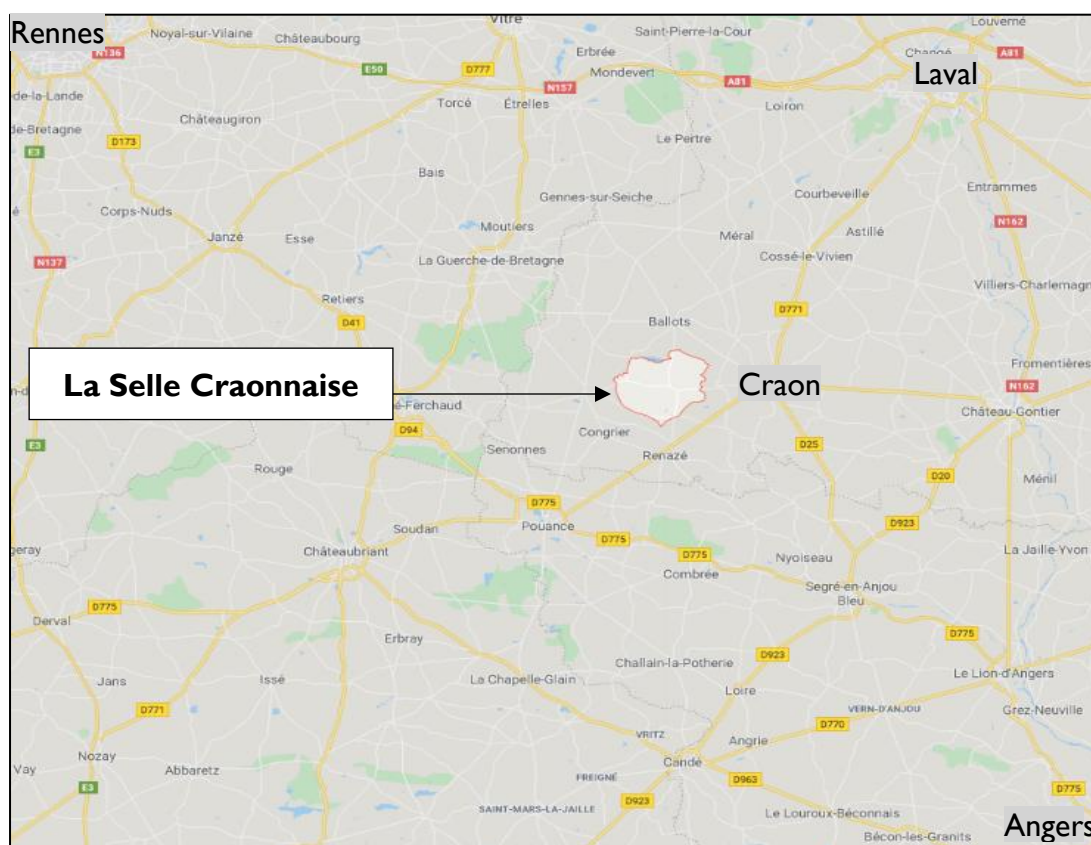 Rennes
Noyal-sur-Vilaine
Châteaubourg
Vitré
Saint-Pierre-la-Cour
Louverné
N136
Erbrée
Changé
A81
E50
D777
Mondevert
Laval
N157
A81
de-la-Lande
Torcé
Étrelles
Loiron
Châteaugiron
de-Bretagne
D173
Le Pertre
E3
Bais
Gennes-sur-Seiche
Courbeveille
Entrammes
Corps-Nuds
Moutiers
N162
Janzé
Esse
Méral
Astillé
La Guerche-de-Bretagne
Cossé-le-Vivien
N137
Villiers-Charlemagn
Retiers
D771
D41
Ballots
La Selle Craonnaise
Craon
Fromentières
N162
é-Ferchaud
Château-Gontier
D94
Congrier
E3
Senonnes
Renazé
D25
Rouge
D20
Ménil
D775
Soudan
Pouance
D923
D775
geray
Châteaubriant
D775
Nyoiseau
La Jaille-Yvon
Combrée
Segré-en-Anjou
Bleu
D775
Derval
D775
Erbray
D923
Challain-la-Potherie
Jans
Issé
La Chapelle-Glain
Le Lion-d'Angers
Loire
D771
VERN-D'ANJOU
Grez-Neuville
D770
VRITZ
Angrie
Nozay
Candé
Vay
Abbaretz
FREIGNÉ
D963
E3
D775
SAINT-MARS-LA-JAILLE
D923
Le Louroux-Béconnais
Angers
Bécon-les-Granits